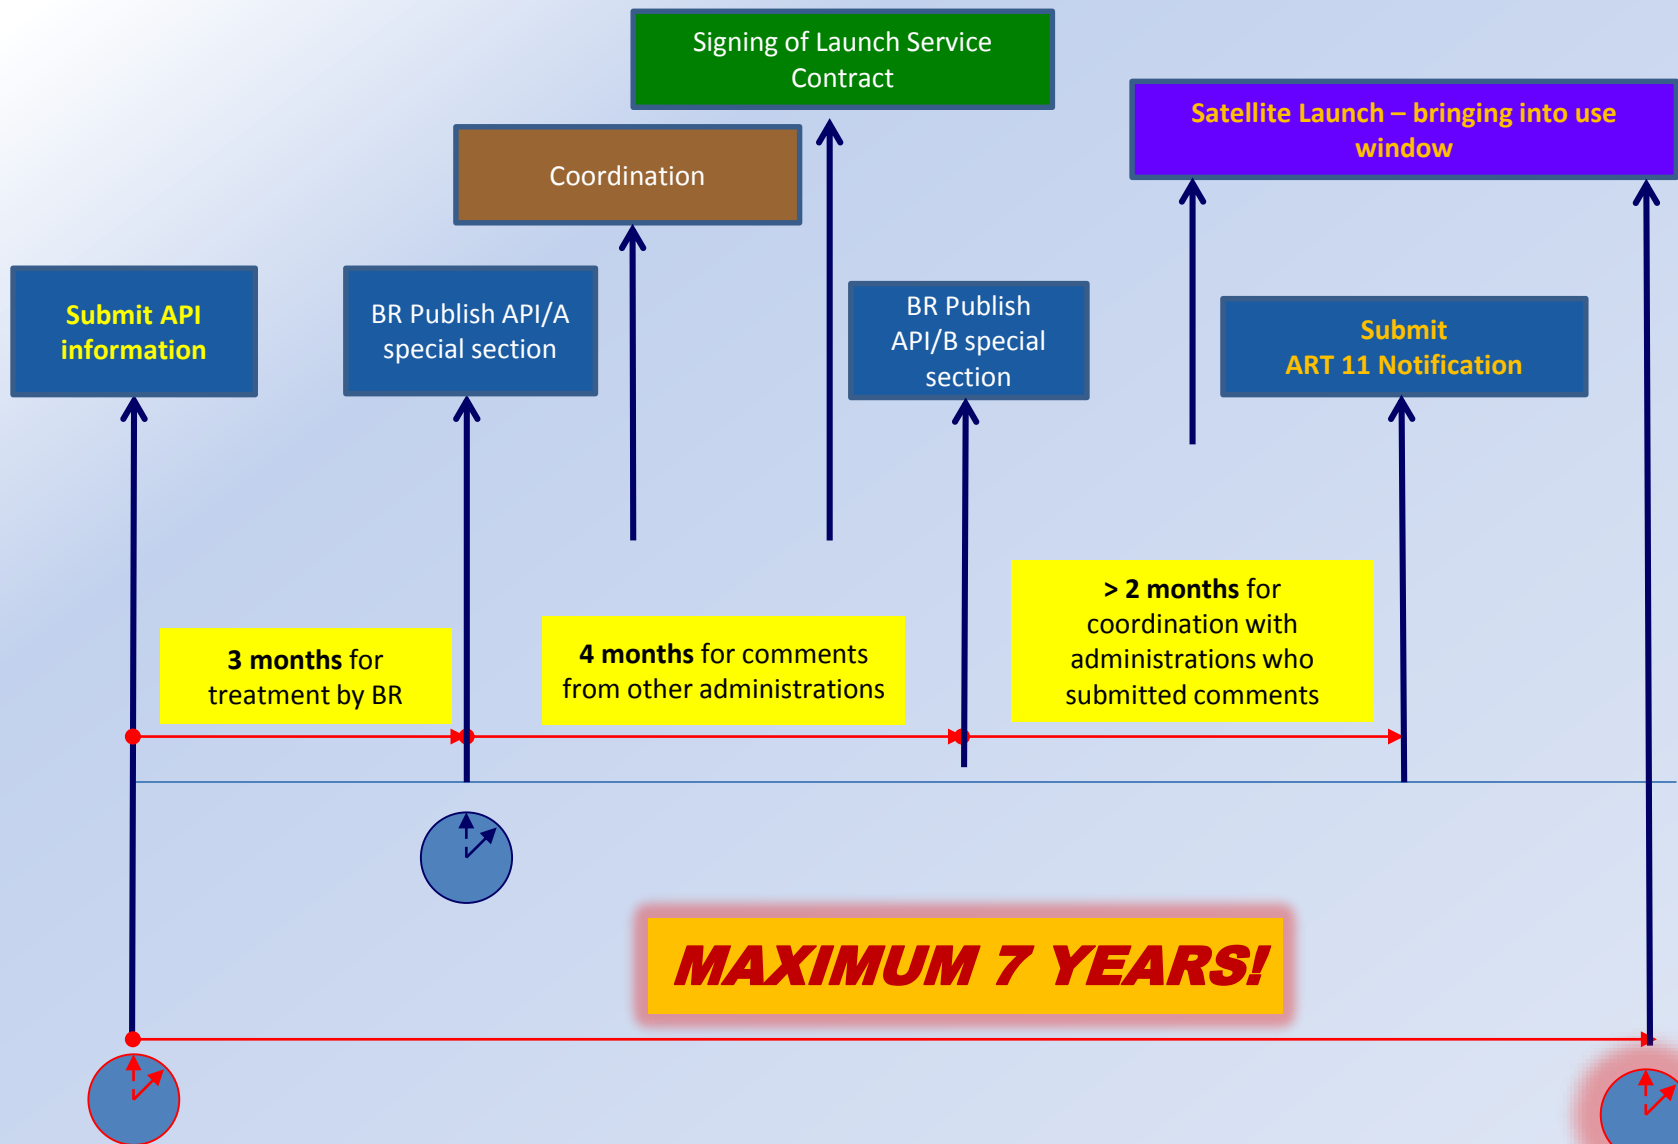 Signing of Launch Service
Contract
Satellite Launch – bringing into use
window
Coordination
Submit API
information
BR Publish API/A
special section
BR Publish
API/B special
section
Submit
ART 11 Notification
3 months for
treatment by BR
4 months for comments
from other administrations
> 2 months for
coordination with
administrations who
submitted comments
MAXIMUM 7 YEARS!